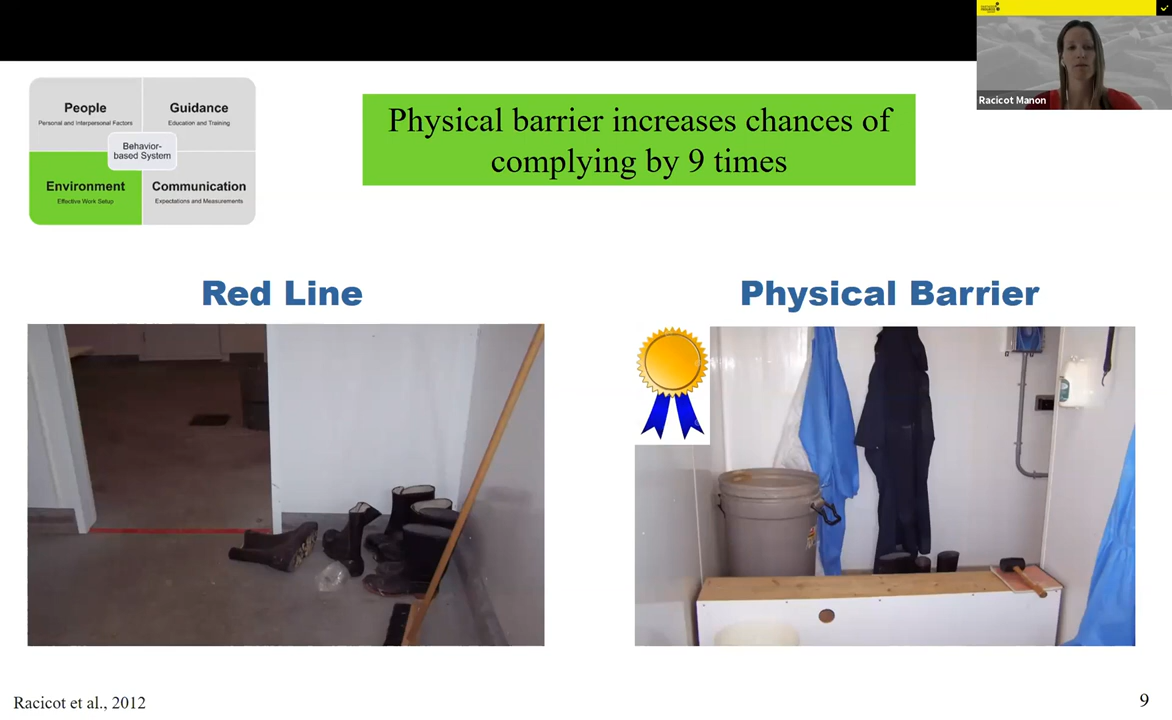 Racicot Manon
People
Personal and Interpersonal Factors
Guidance
Education and Training
Behavior-
based System
Environment
Effective Work Setup
Communication
Expectations and Measurements
Physical barrier increases chances of
complying by 9 times
Red Line
Physical Barrier
Racicot et al., 2012
9